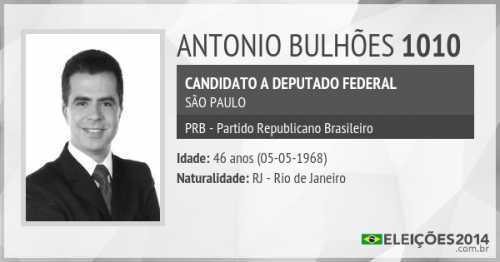 ANTONIO BULHÕES 1010
CANDIDATO A DEPUTADO FEDERAL
SÃO PAULO
PRB - Partido Republicano Brasileiro
Idade: 46 anos (05-05-1968)
Naturalidade: RJ - Rio de Janeiro
ELEIÇÕES2014
.com.br